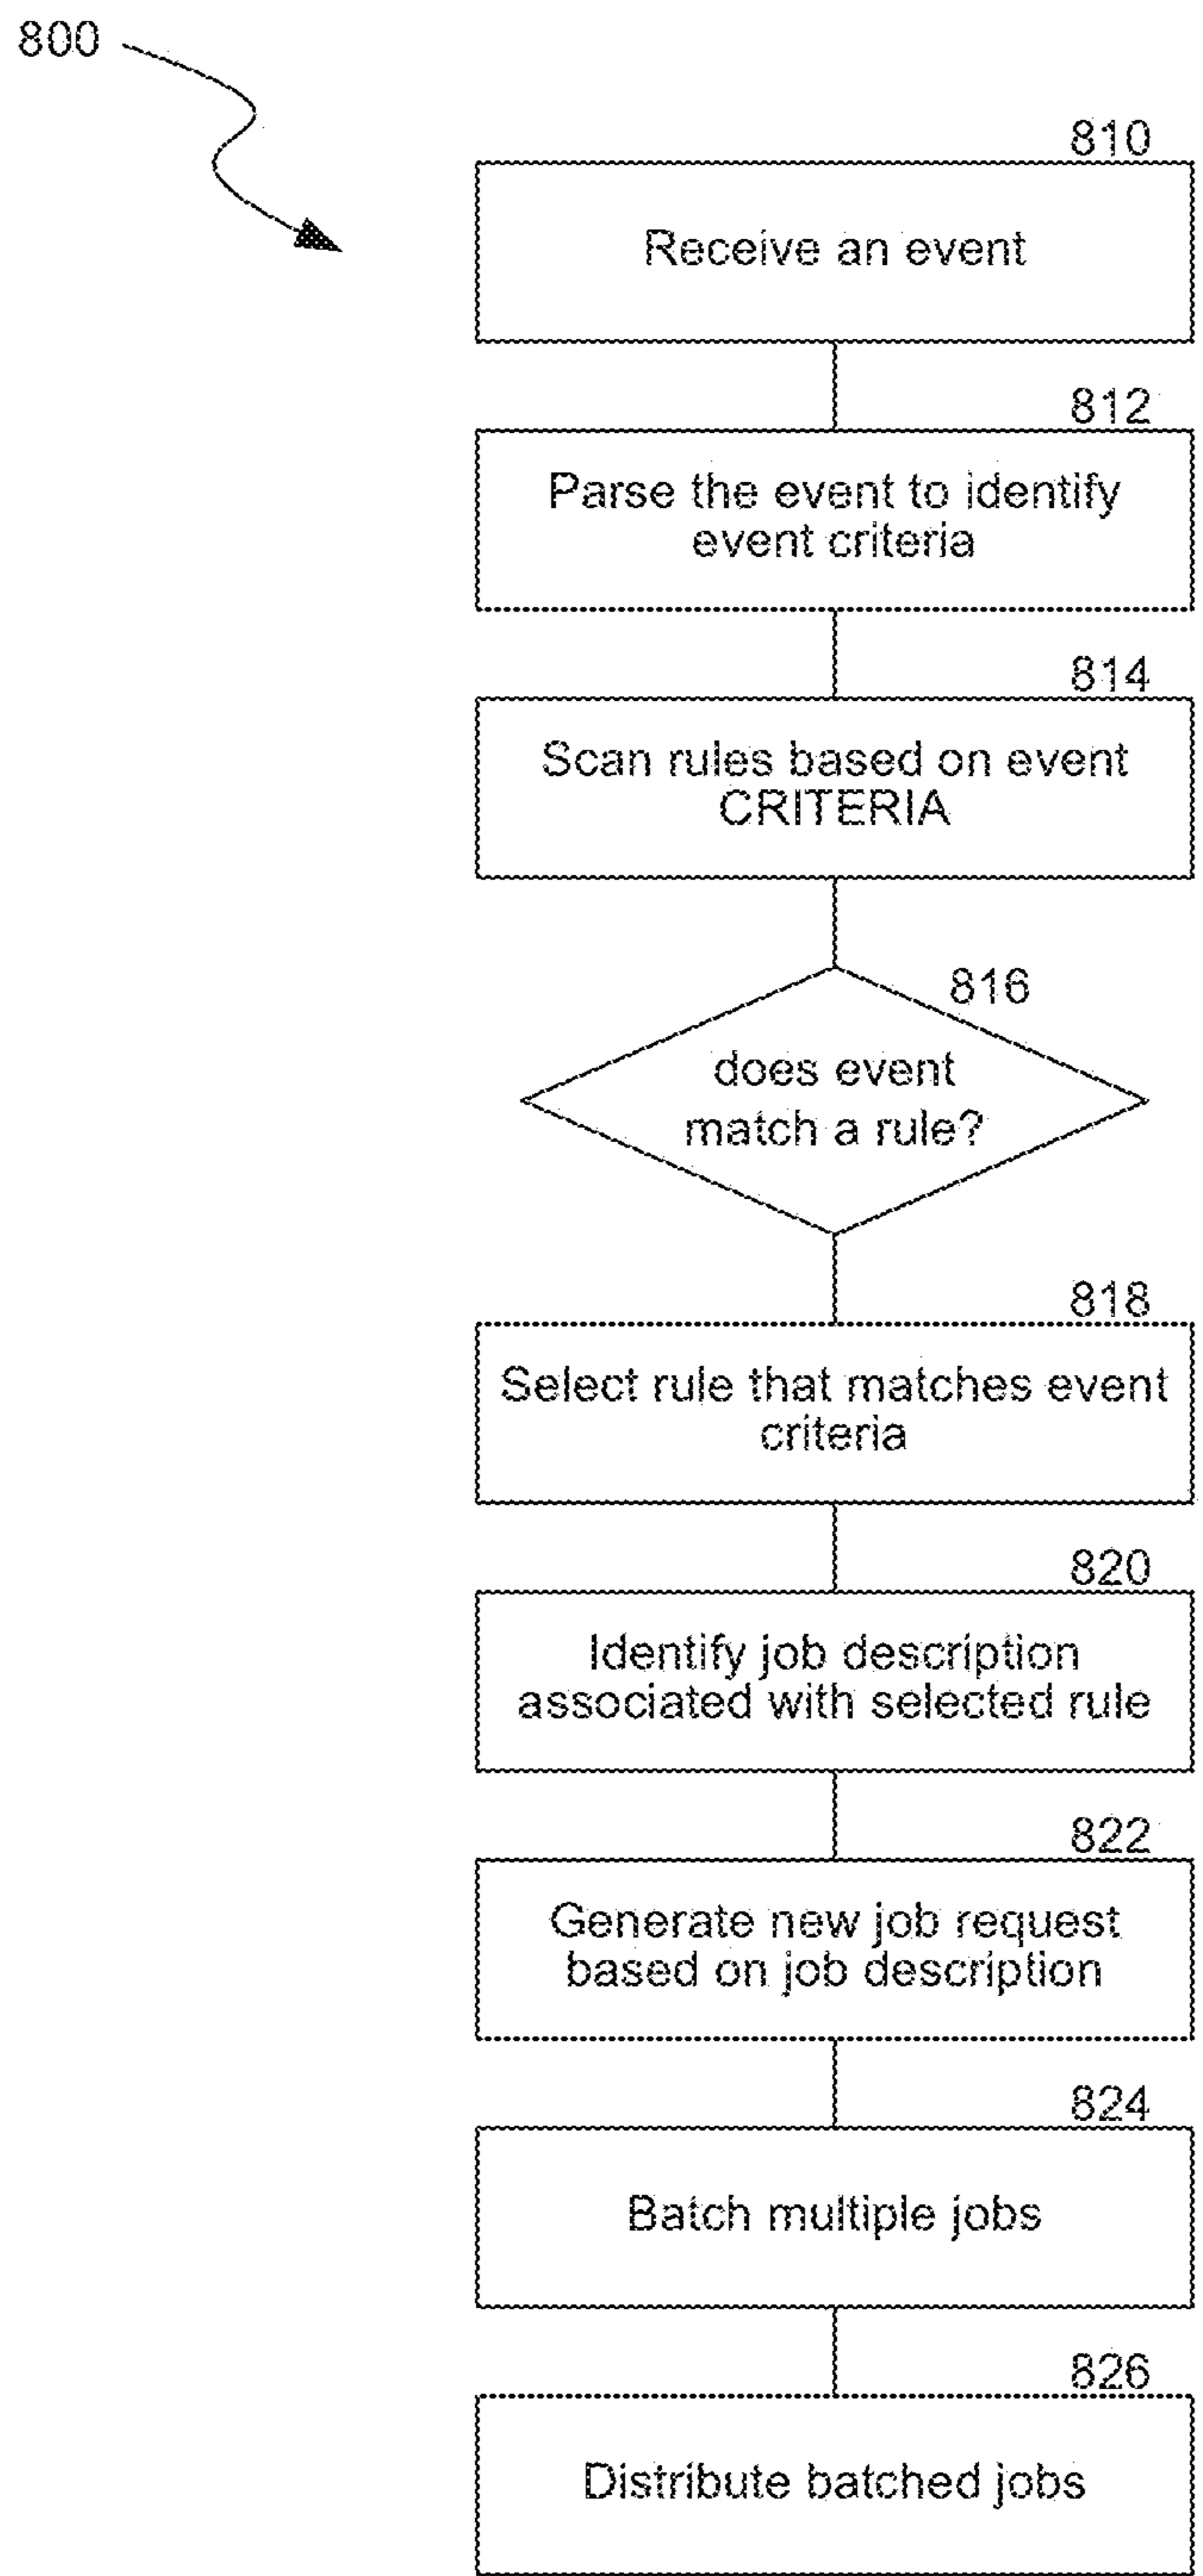 800
810
Receive an event
812
Parse the event to identify
event criteria
814
Scan rules based on event
CRITERIA
816
does event
match a rule?
818
Select rule that matches event
criteria
820
Identify job description
associated with selected rule
822
Generate new job request
based on job description
824
Batch multiple jobs
826
Distribute batched jobs